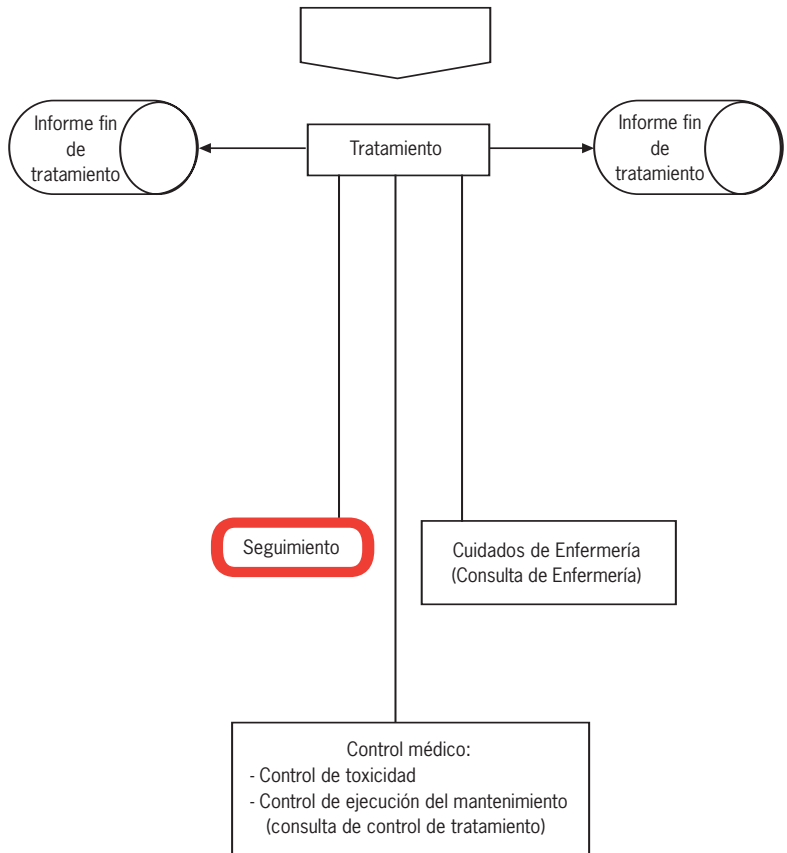 Informe fin
de
tratamiento
Tratamiento
Informe fin
de
tratamiento
Seguimiento
Cuidados de Enfermería
(Consulta de Enfermería)
Control médico:
- Control de toxicidad
- Control de ejecución del mantenimiento
(consulta de control de tratamiento)